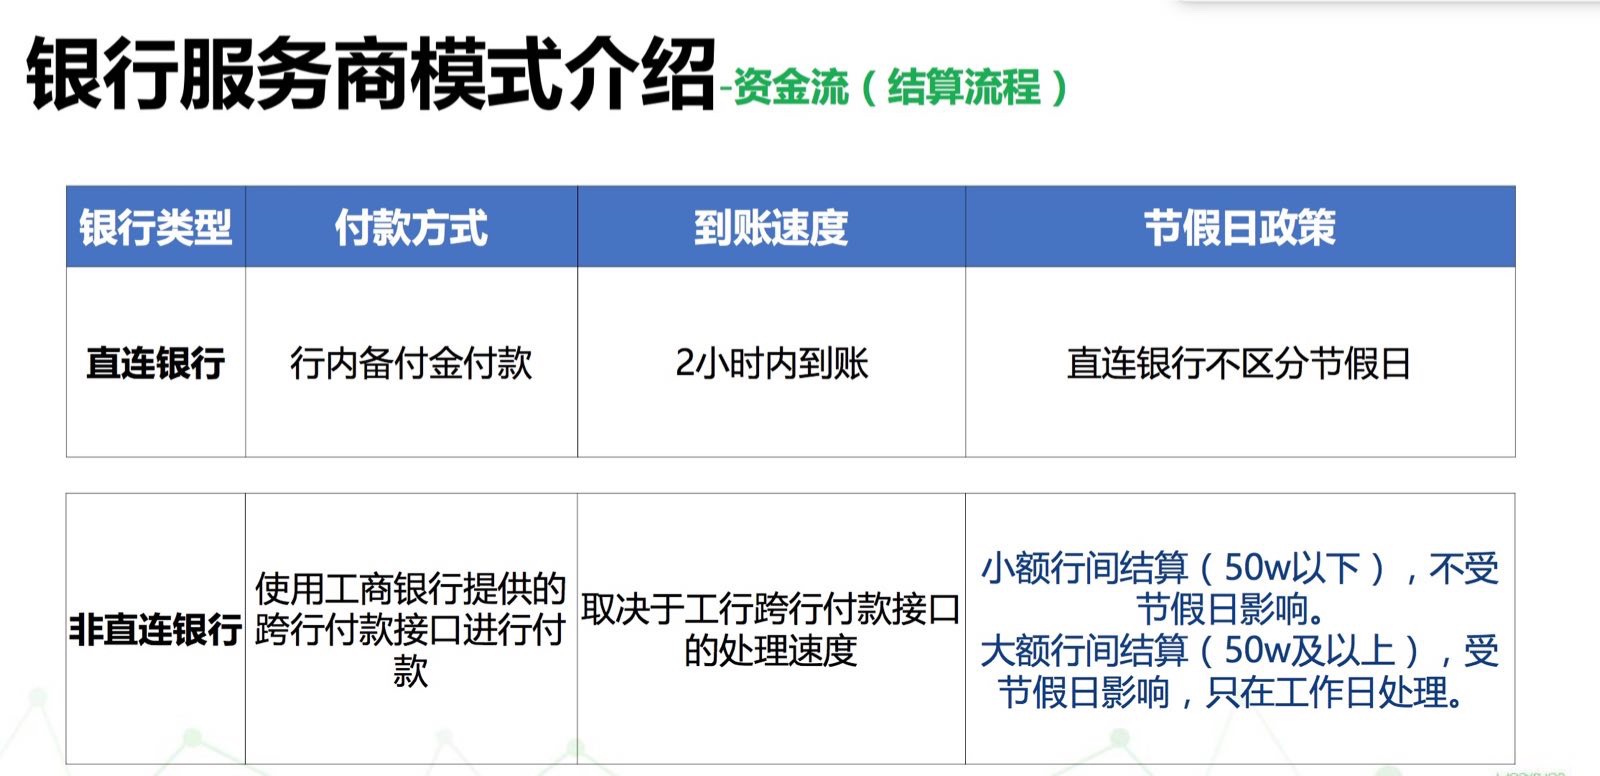 银行服务商模式介绍-资金流（结算流程）
银行类型
付款方式
到账速度
节假日政策
直连银行
行内备付金付款
2小时内到账
直连银行不区分节假日
非直连银行
使用工商银行提供的
跨行付款接口进行付
款
取决于工行跨行付款接口
的处理速度
小额行间结算（50w以下），不受
节假日影响。
大额行间结算（50w及以上），受
节假日影响，只在工作日处理。